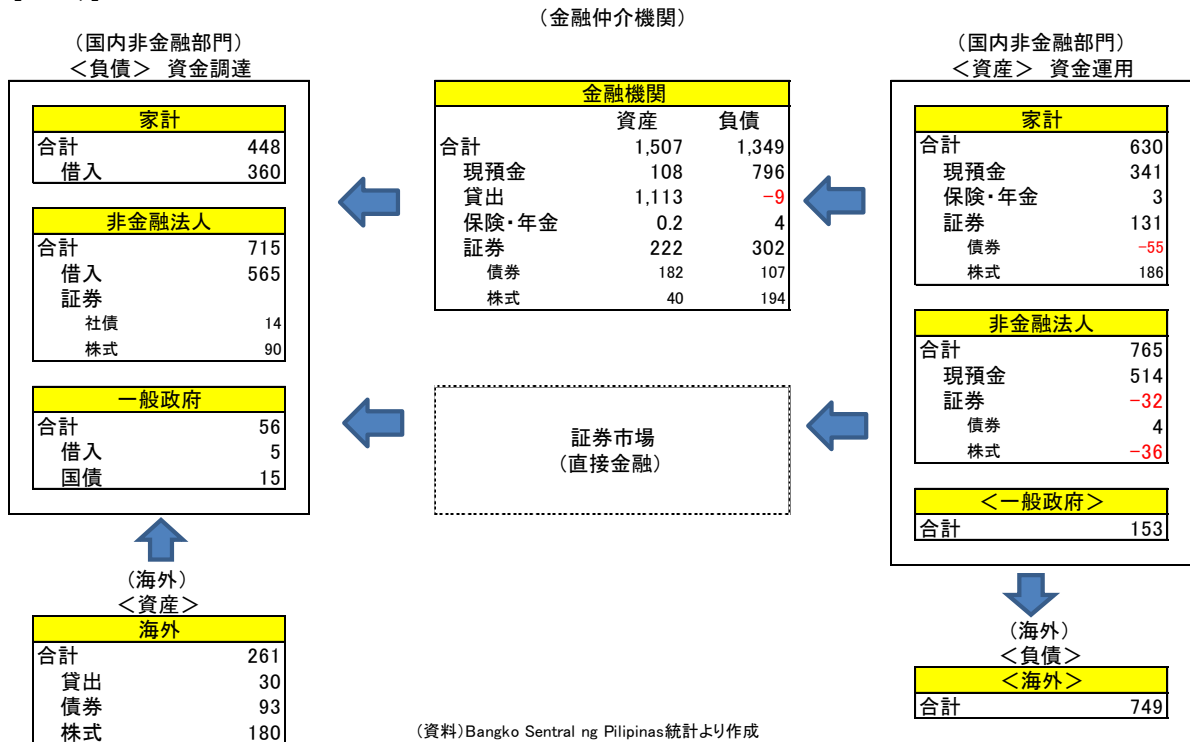 （金融仲介機関）
（国内非金融部門）
＜負債＞ 資金調達
家計
合計 448
借入 360
非金融法人
合計 715
借入 565
証券
社債 14
株式 90
一般政府
合計 56
借入 5
国債 15
（海外）
＜資産＞
海外
合計 261
貸出 30
債券 93
株式 180
金融機関
資産 負債
合計 1,507 1,349
現預金 108 796
貸出 1,113 -9
保険・年金 0.2 4
証券 222 302
債券 182 107
株式 40 194
証券市場
（直接金融）
（国内非金融部門）
＜資産＞ 資金運用
家計
合計 630
現預金 341
保険・年金 3
証券 131
債券 -55
株式 186
非金融法人
合計 765
現預金 514
証券 -32
債券 4
株式 -36
＜一般政府＞
合計 153
（海外）
＜負債＞
＜海外＞
合計 749
（資料）Bangko Sentral ng Pilipinas統計より作成